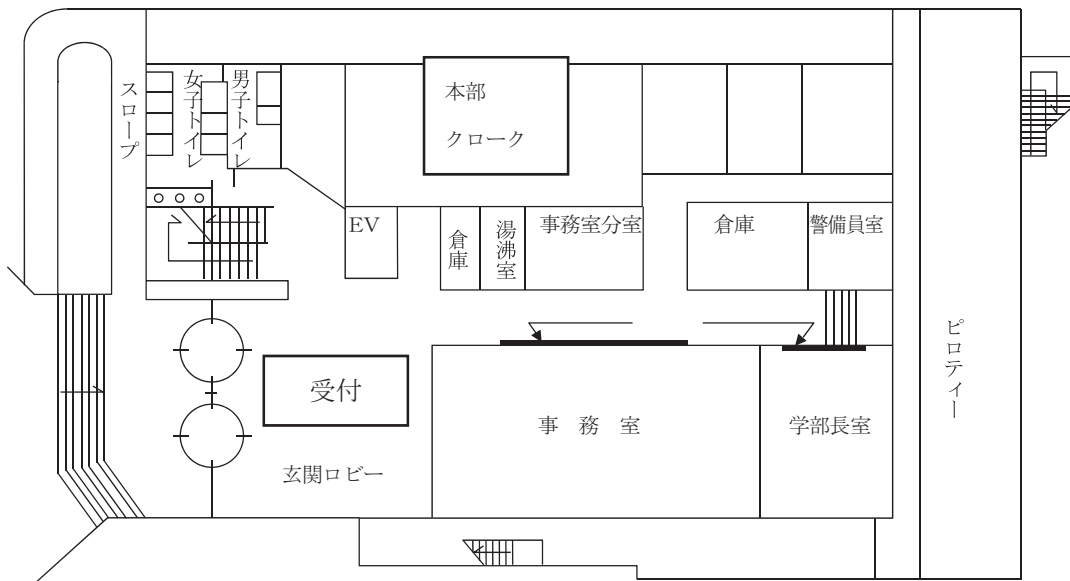 スロープ
女子トイレ
男子トイレ
本部
クローク
EV
倉庫
湯沸室
事務室分室
倉庫
警備員室
受付
事 務 室
学部長室
玄関ロビー
ピロティー